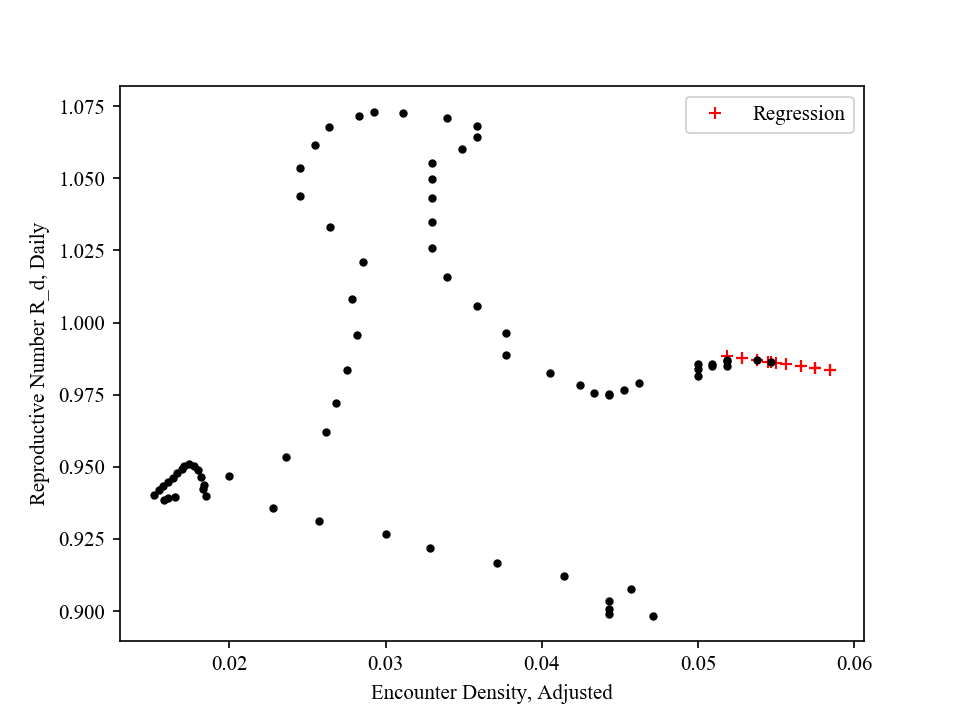 Regression
1.075
1.050
1.025
1.000
0.975
0.950
0.925
0.900
Reproductive Number R_d, Daily
0.02 0.03 0.04 0.05 0.06
Encounter Density, Adjusted